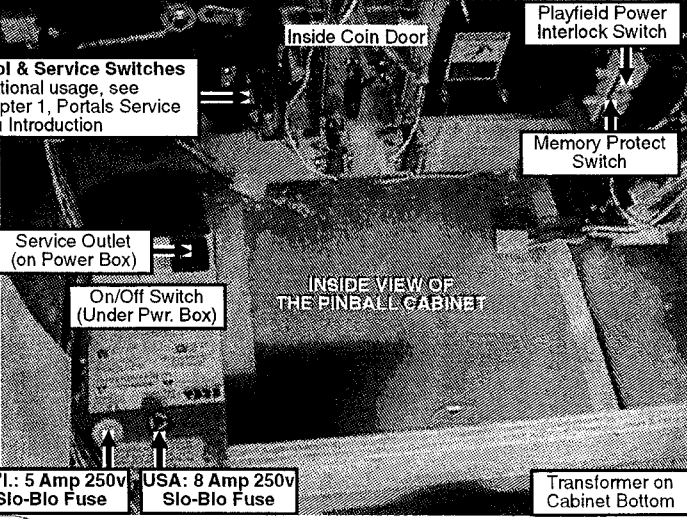 Playfield Power
Interlock Switch
Inside Coin Door
ol & Service Switches
tional usage, see
pter 1, Portals Service
Introduction
Memory Protect
Switch
Service Outlet
(on Power Box)
On/Off Switch
(Under Pwr. Box)
INSIDE VIEW OF
THE PINBALL CABINET
'l.: 5 Amp 250v
Slo-Blo Fuse
USA: 8 Amp 250v
Slo-Blo Fuse
Transformer on
Cabinet Bottom